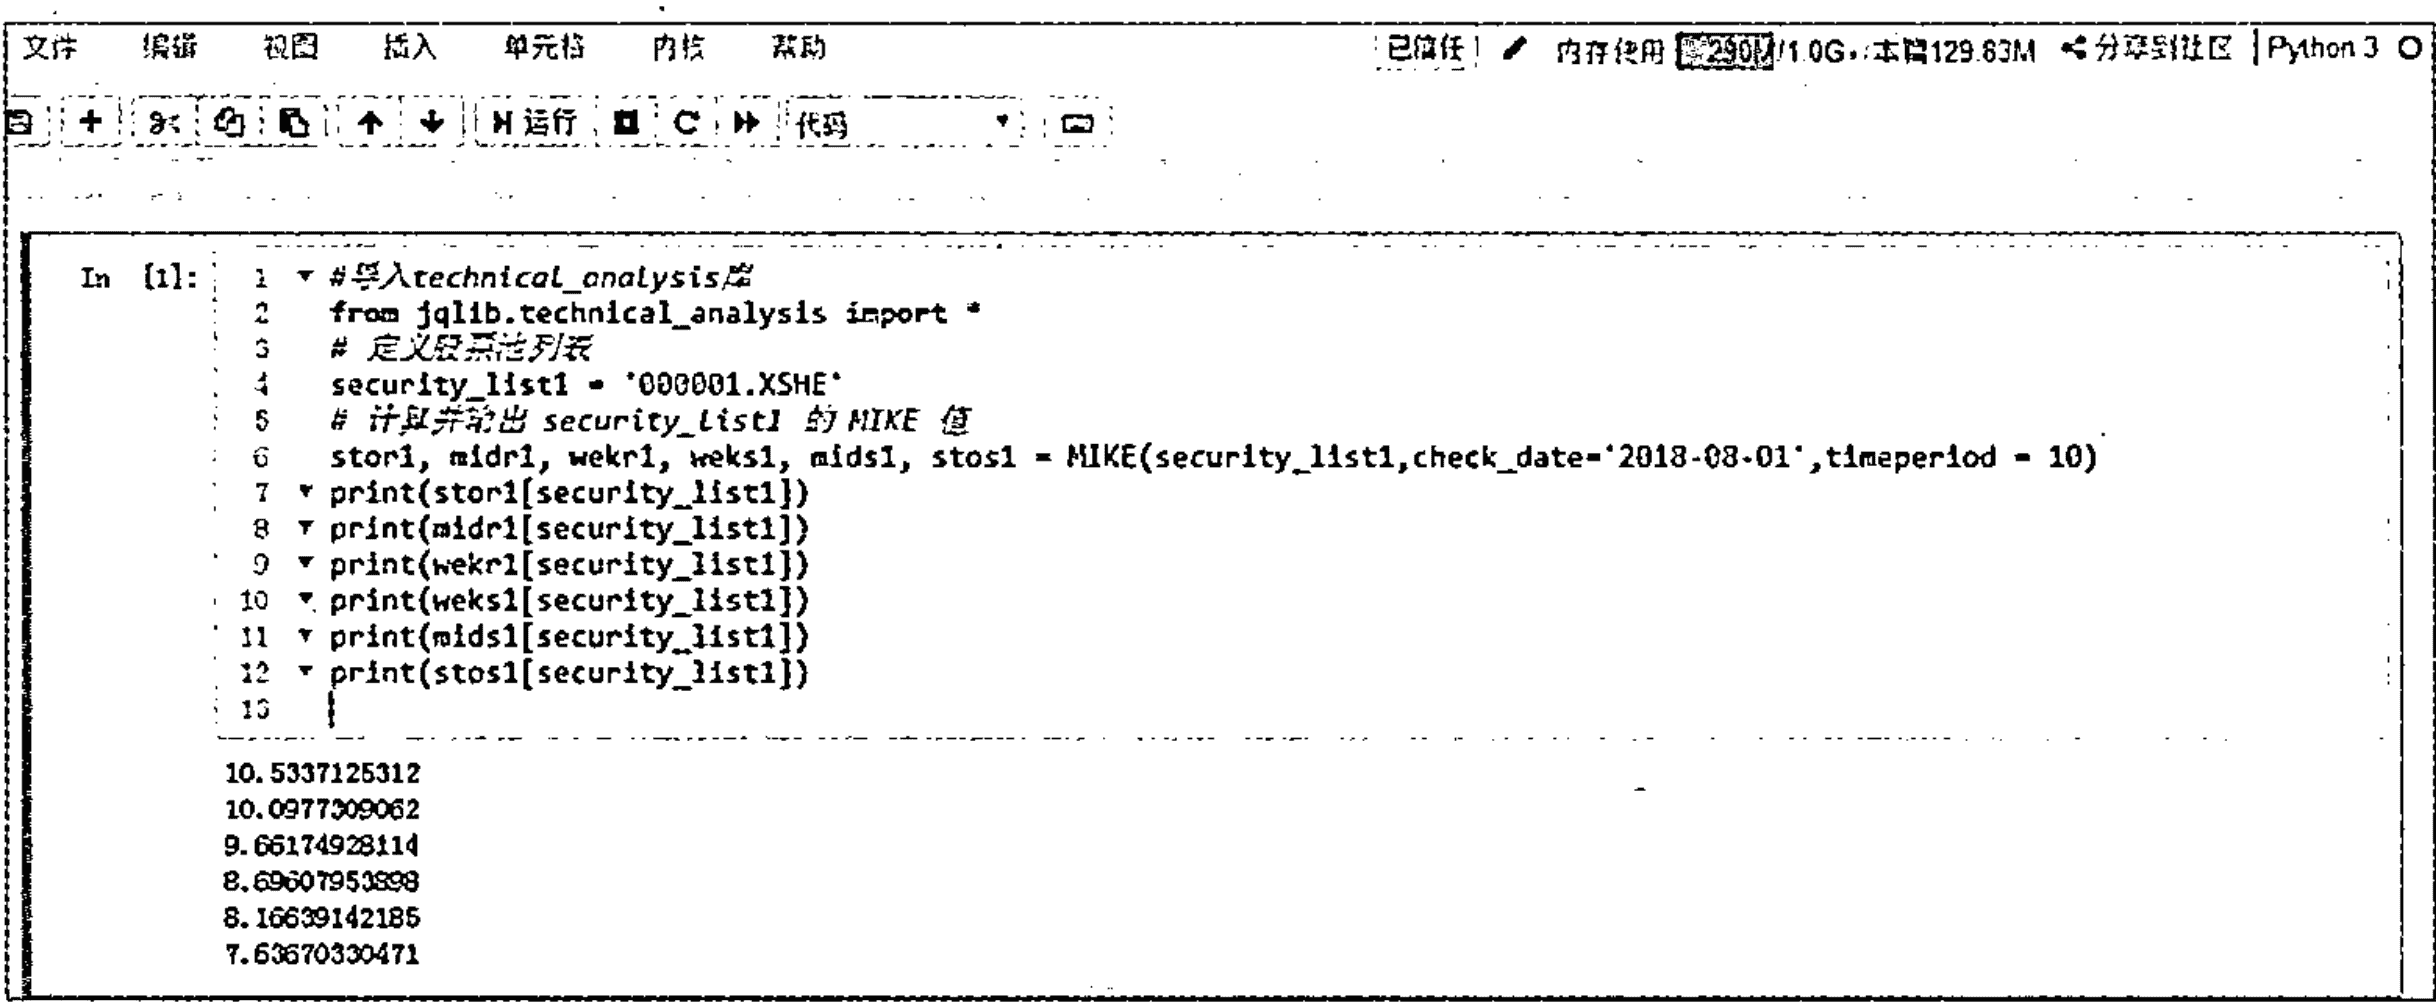 文件 编辑 视图 插入 单元格 内核 帮助 已信任 内存使用 290M/1.0G, 本篇129.83M 分享到社区 Python 3
运行 代码
In [1]:
1 #导入technical_analysis库
2 from jqlib.technical_analysis import *
3 # 定义股票池列表
4 security_list1 = '000001.XSHE'
5 # 计算并输出 security_list1 的 MIKE 值
6 stor1, midr1, wekr1, weks1, mids1, stos1 = MIKE(security_list1,check_date='2018-08-01',timeperiod = 10)
7 print(stor1[security_list1])
8 print(midr1[security_list1])
9 print(wekr1[security_list1])
10 print(weks1[security_list1])
11 print(mids1[security_list1])
12 print(stos1[security_list1])
13
10.5337125312
10.0977309062
9.66174928114
8.69607953898
8.16639142185
7.63670330471